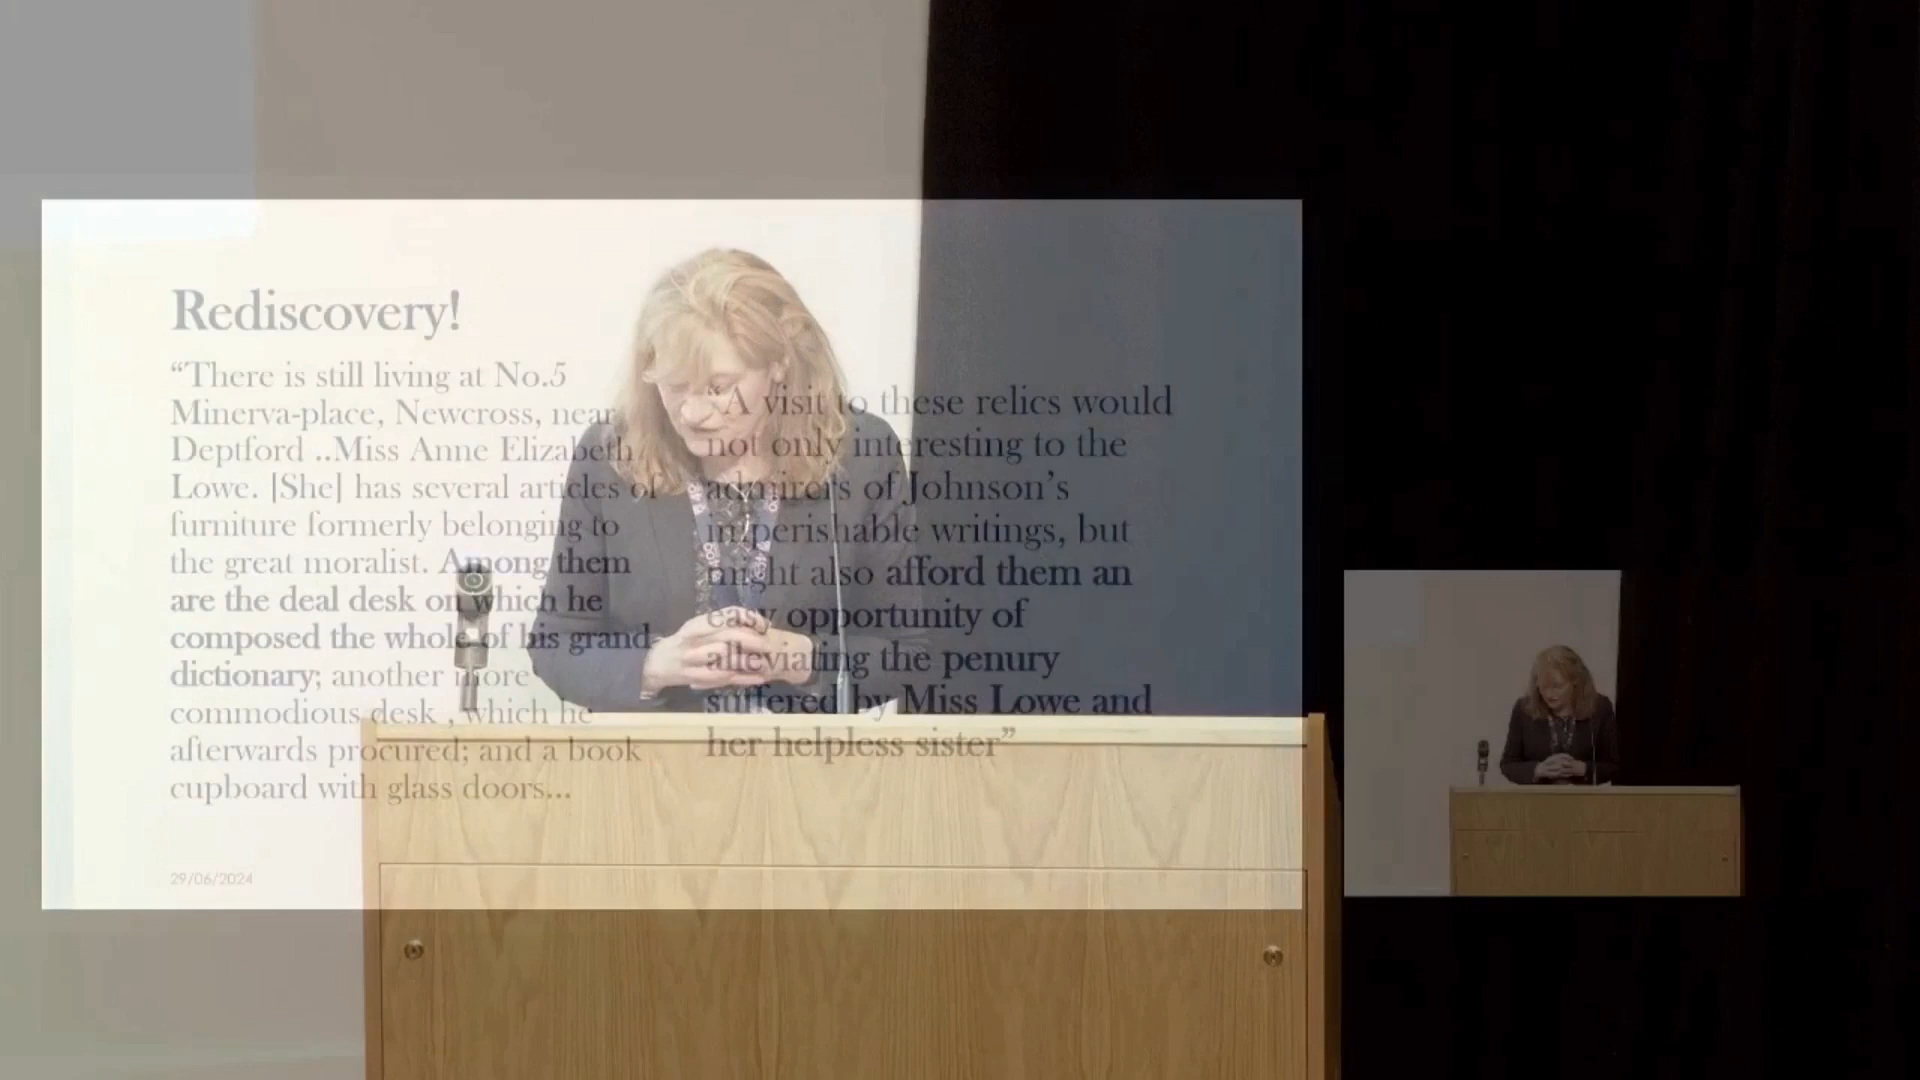 Rediscovery!
“There is still living at No.5
Minerva-place, Newcross, near
Deptford ..Miss Anne Elizabeth
Lowe. [She] has several articles of
furniture formerly belonging to
the great moralist. Among them
are the deal desk on which he
composed the whole of his grand
dictionary; another more
commodious desk , which he
afterwards procured; and a book
cupboard with glass doors...
“A visit to these relics would
not only interesting to the
admirers of Johnson’s
imperishable writings, but
might also afford them an
easy opportunity of
alleviating the penury
suffered by Miss Lowe and
her helpless sister”
29/06/2024